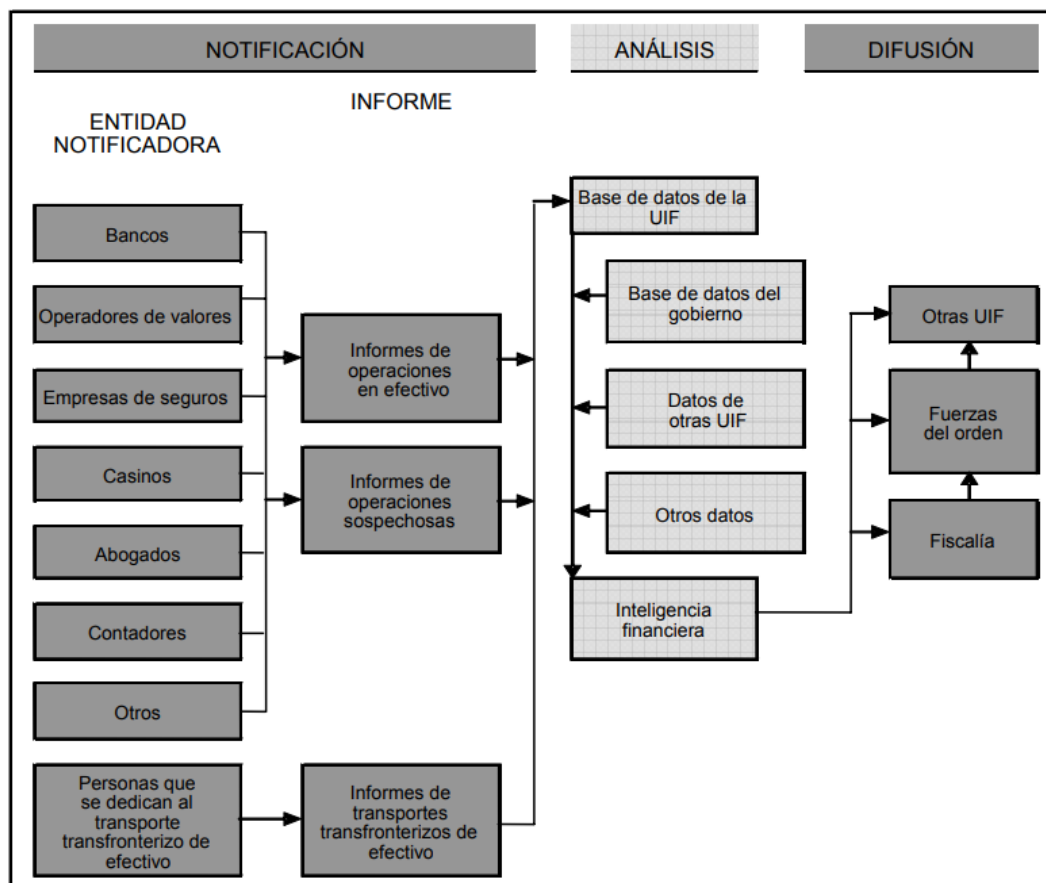 NOTIFICACIÓN
ANÁLISIS
DIFUSIÓN
INFORME
ENTIDAD
NOTIFICADORA
Bancos
Operadores de valores
Empresas de seguros
Casinos
Abogados
Contadores
Otros
Personas que
se dedican al
transporte
transfronterizo de
efectivo
Informes de
operaciones
en efectivo
Informes de
operaciones
sospechosas
Informes de
transportes
transfronterizos de
efectivo
Base de datos de la
UIF
Base de datos del
gobierno
Datos de
otras UIF
Otros datos
Inteligencia
financiera
Otras UIF
Fuerzas
del orden
Fiscalía